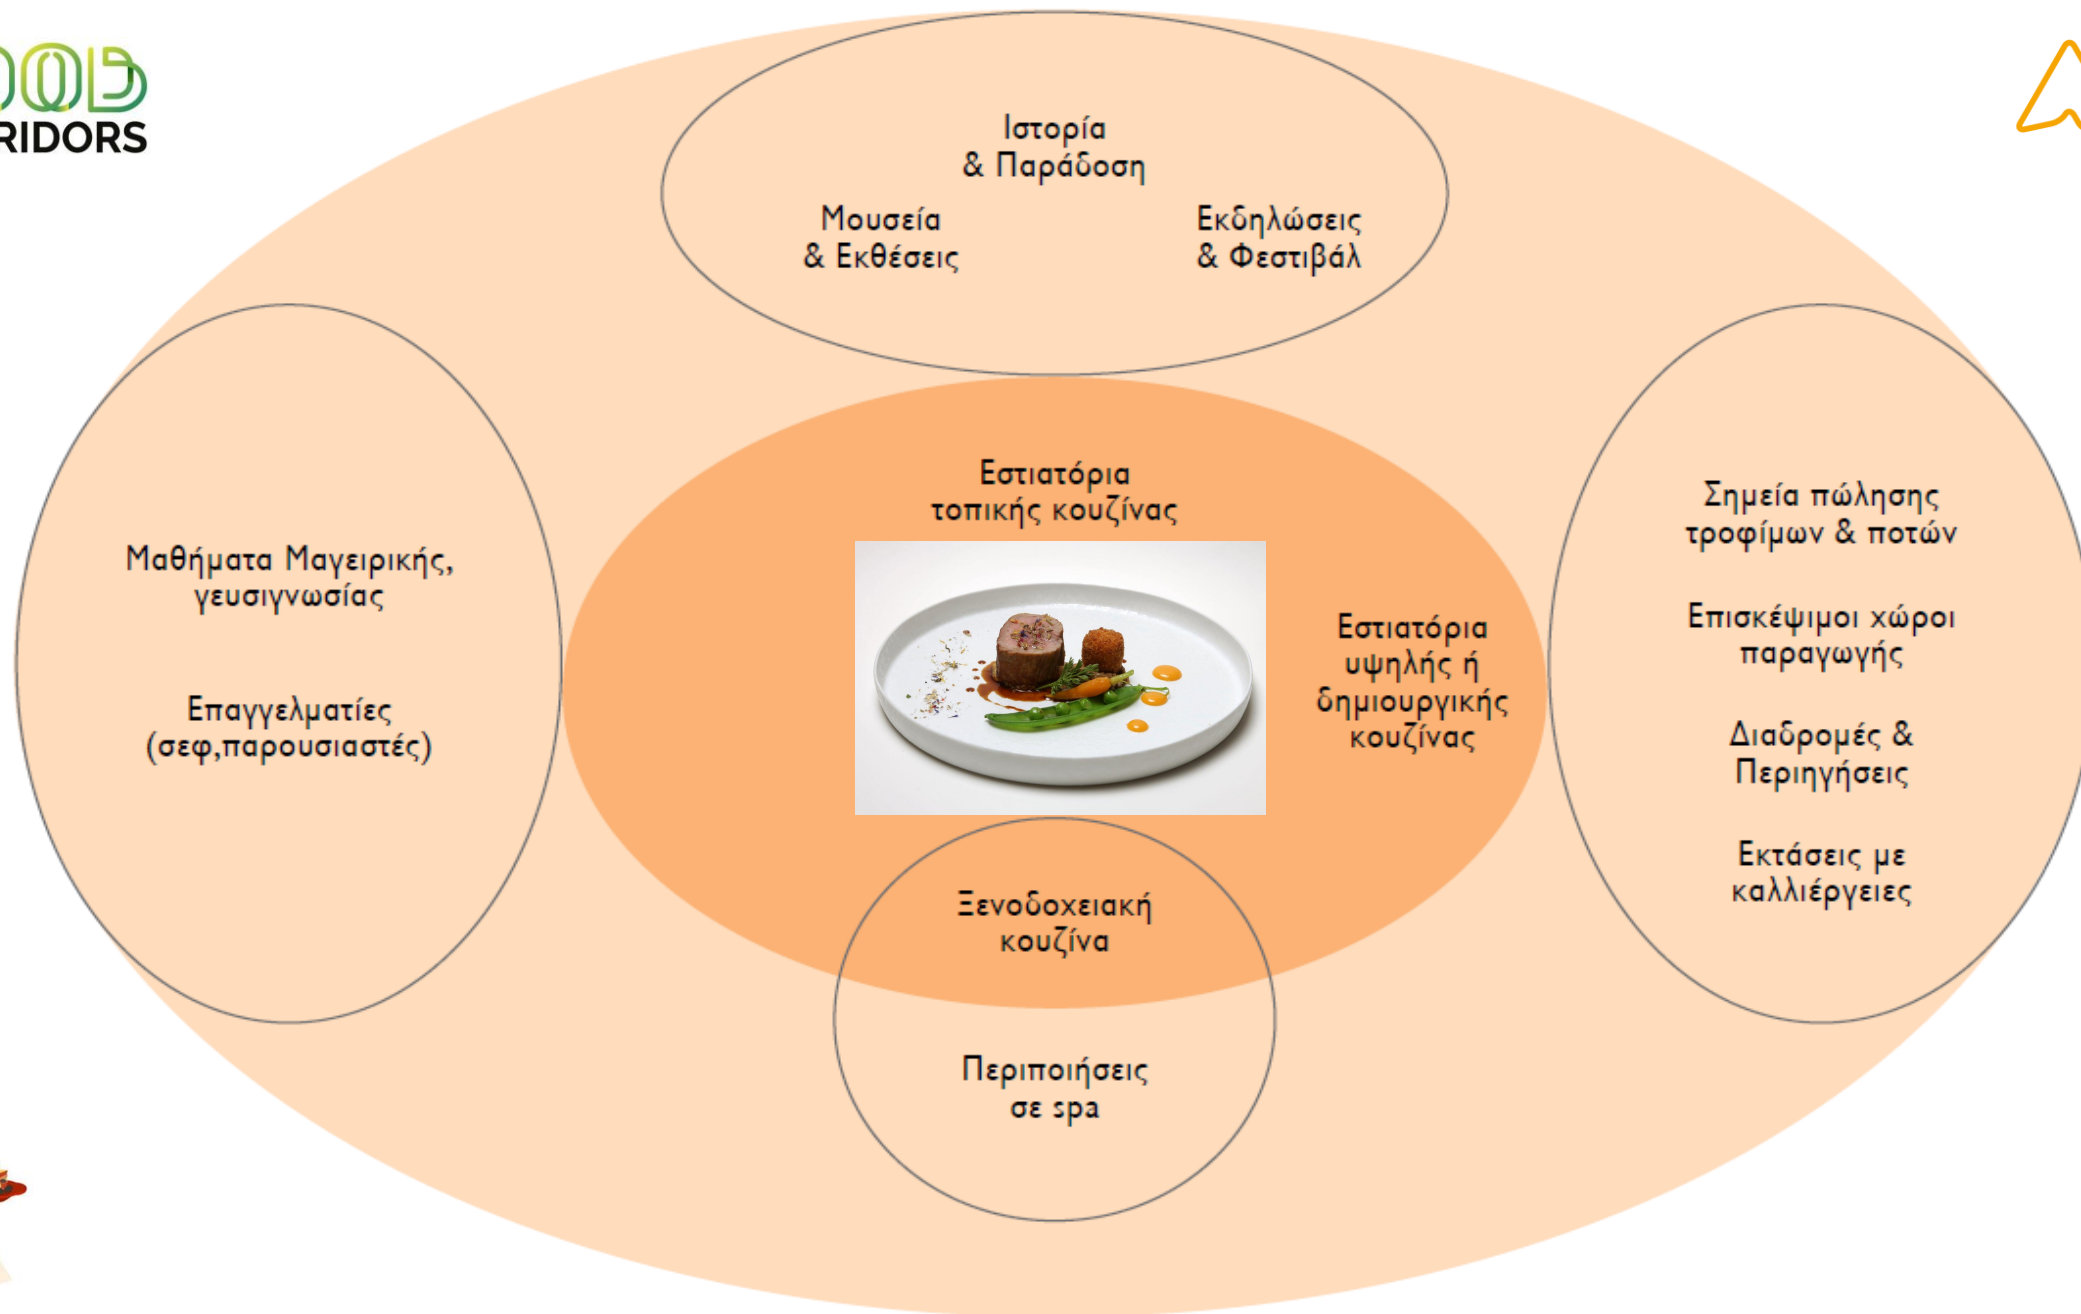 RIDORS
Ιστορία
& Παράδοση
Μουσεία
& Εκθέσεις
Εκδηλώσεις
& Φεστιβάλ
Μαθήματα Μαγειρικής,
γευσιγνωσίας
Επαγγελματίες
(σεφ,παρουσιαστές)
Εστιατόρια
τοπικής κουζίνας
Εστιατόρια
υψηλής ή
δημιουργικής
κουζίνας
Ξενοδοχειακή
κουζίνα
Περιποιήσεις
σε spa
Σημεία πώλησης
τροφίμων & ποτών
Επισκέψιμοι χώροι
παραγωγής
Διαδρομές &
Περιηγήσεις
Εκτάσεις με
καλλιέργειες